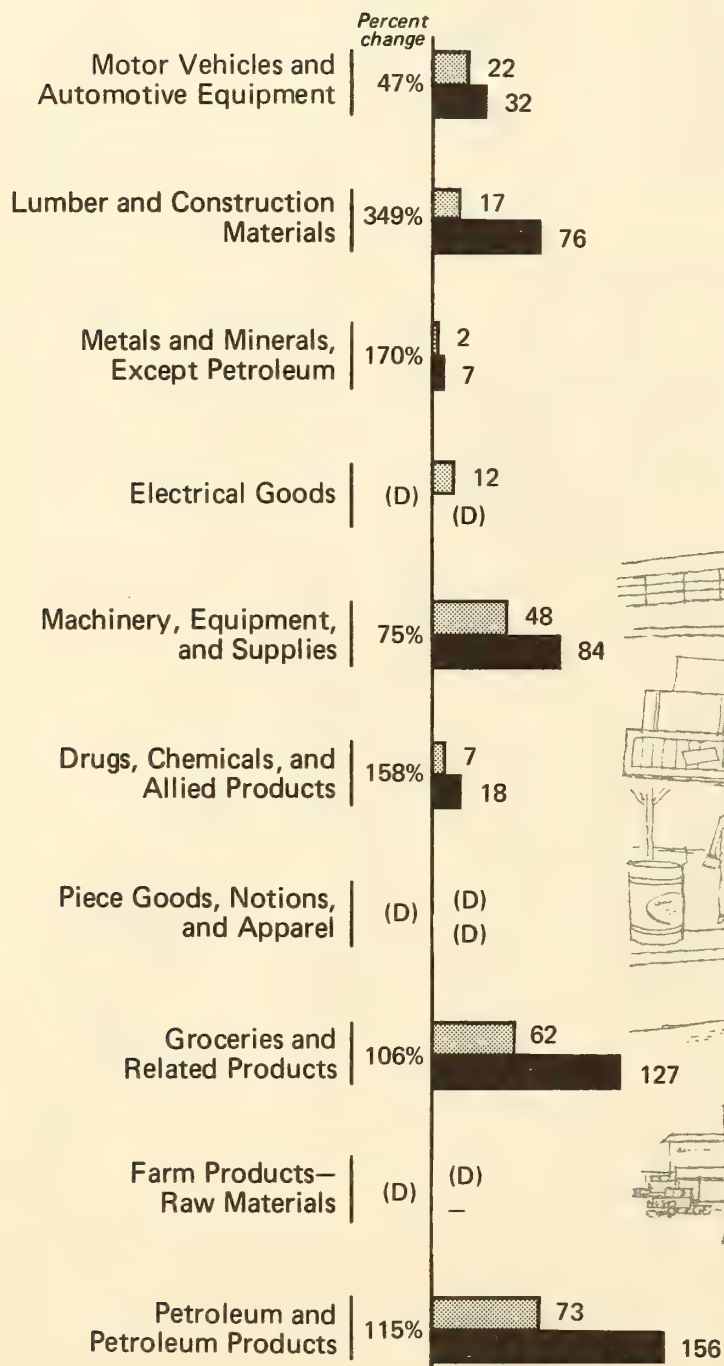 Percent
change
Motor Vehicles and
Automotive Equipment
47%
22
32
Lumber and Construction
Materials
349%
17
76
Metals and Minerals,
Except Petroleum
170%
2
7
Electrical Goods
(D)
12
(D)
Machinery, Equipment,
and Supplies
75%
48
84
Drugs, Chemicals, and
Allied Products
158%
7
18
Piece Goods, Notions,
and Apparel
(D)
(D)
(D)
Groceries and
Related Products
106%
62
127
Farm Products—
Raw Materials
(D)
(D)
—
Petroleum and
Petroleum Products
115%
73
156